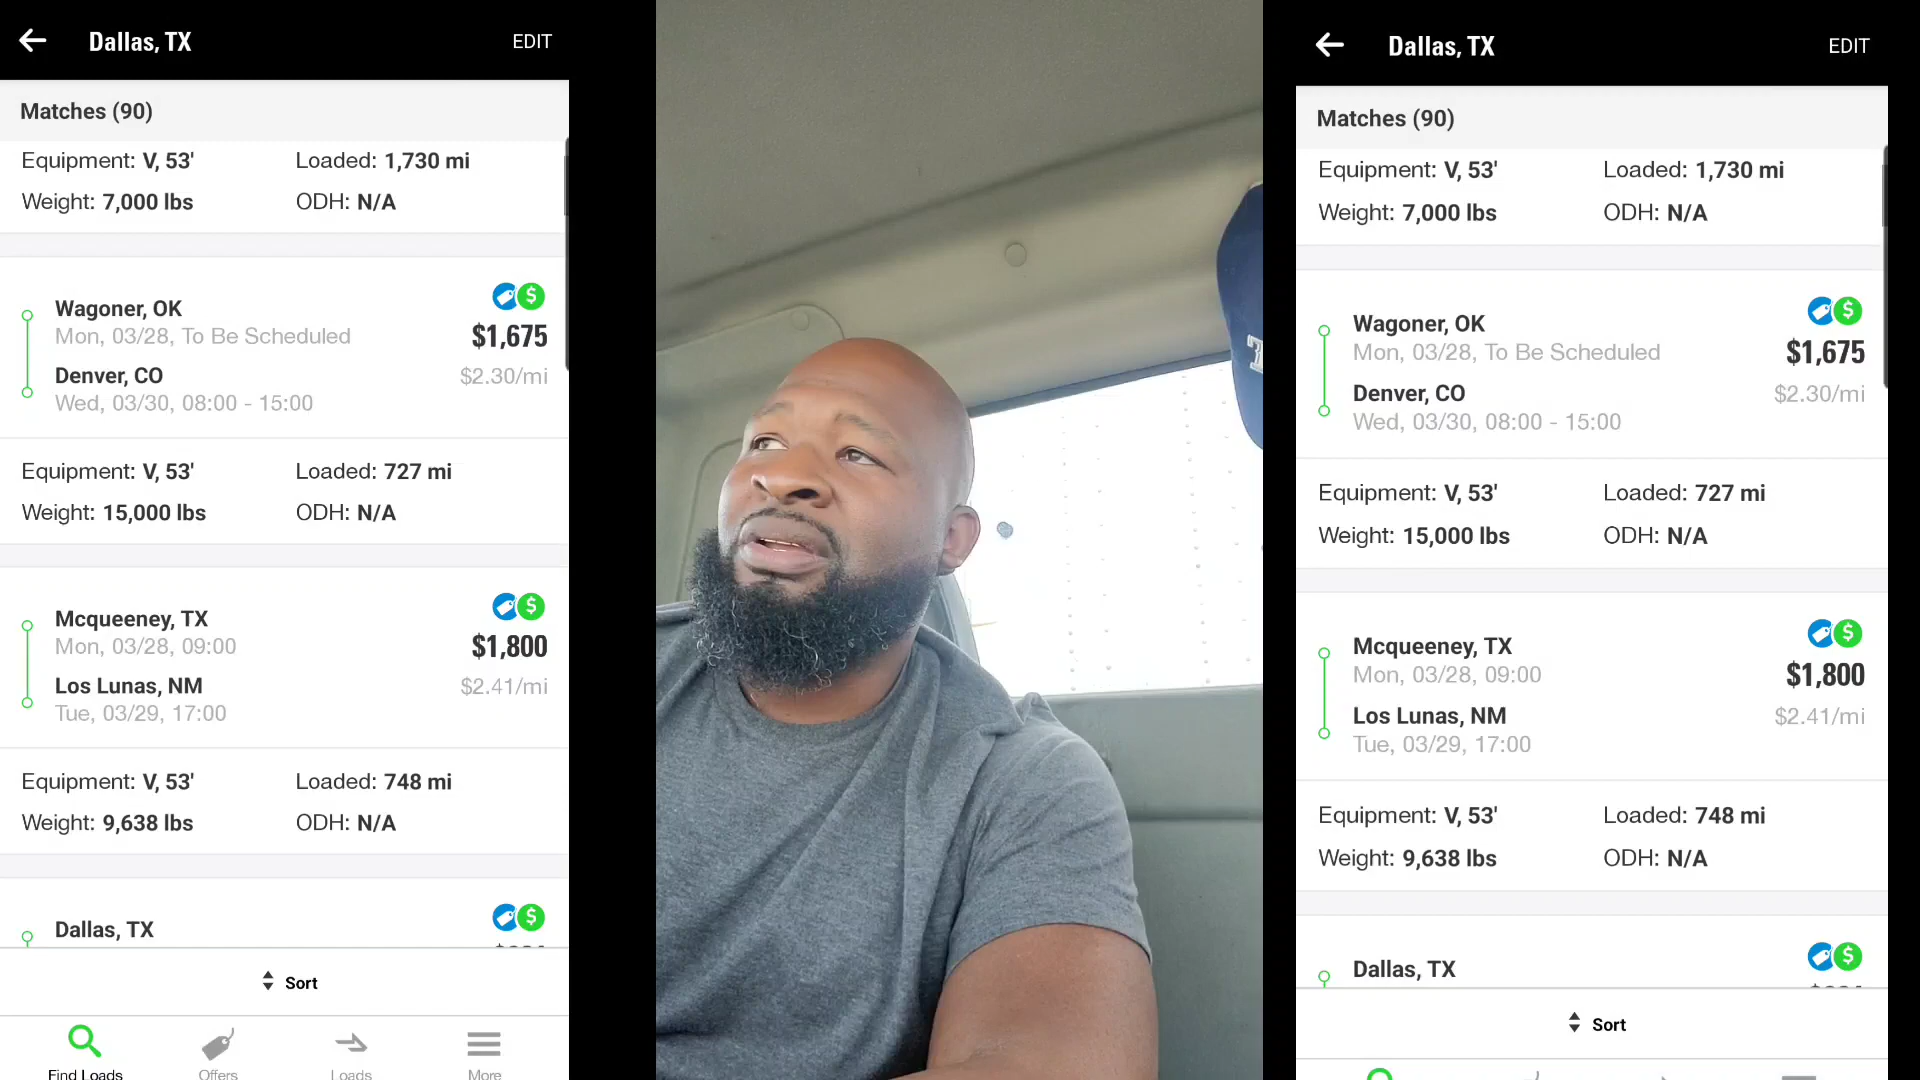 Dallas, TX
EDIT
Matches (90)
Equipment: V, 53' Loaded: 1,730 mi
Weight: 7,000 lbs ODH: N/A
Wagoner, OK
Mon, 03/28, To Be Scheduled
$1,675
Denver, CO
$2.30/mi
Wed, 03/30, 08:00 - 15:00
Equipment: V, 53' Loaded: 727 mi
Weight: 15,000 lbs ODH: N/A
Mcqueeney, TX
Mon, 03/28, 09:00
$1,800
Los Lunas, NM
$2.41/mi
Tue, 03/29, 17:00
Equipment: V, 53' Loaded: 748 mi
Weight: 9,638 lbs ODH: N/A
Dallas, TX
Sort
Find Loads Offers Loads More
Dallas, TX
EDIT
Matches (90)
Equipment: V, 53' Loaded: 1,730 mi
Weight: 7,000 lbs ODH: N/A
Wagoner, OK
Mon, 03/28, To Be Scheduled
$1,675
Denver, CO
$2.30/mi
Wed, 03/30, 08:00 - 15:00
Equipment: V, 53' Loaded: 727 mi
Weight: 15,000 lbs ODH: N/A
Mcqueeney, TX
Mon, 03/28, 09:00
$1,800
Los Lunas, NM
$2.41/mi
Tue, 03/29, 17:00
Equipment: V, 53' Loaded: 748 mi
Weight: 9,638 lbs ODH: N/A
Dallas, TX
Sort